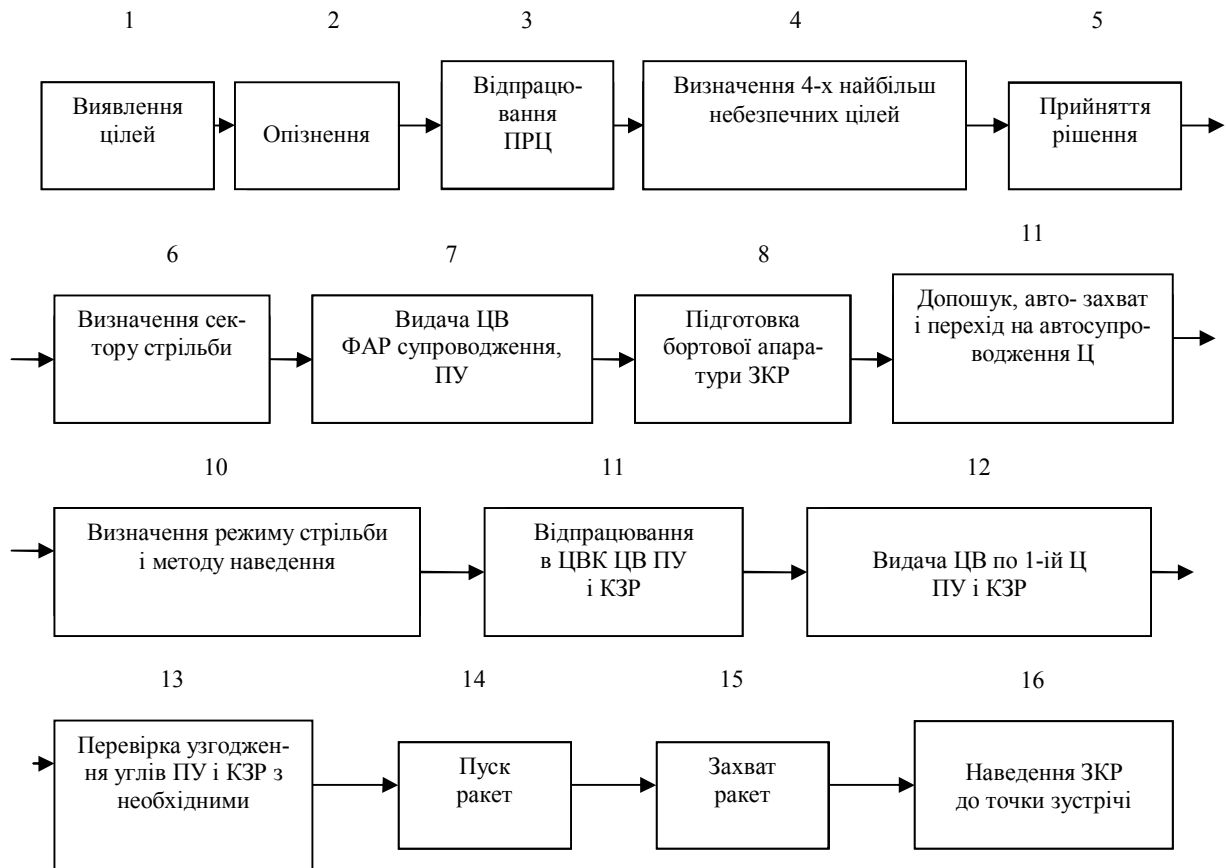 1
2
3
4
5
Виявлення
цілей
Опізнення
Відпрацю-
вання
ПРЦ
Визначення 4-х найбільш
небезпечних цілей
Прийняття
рішення
6
7
8
11
Визначення сек-
тору стрільби
Видача ЦВ
ФАР супроводження,
ПУ
Підготовка
бортової апара-
тури ЗКР
Допошук, авто- захват
і перехід на автосупро-
водження Ц
10
11
12
Визначення режиму стрільби
і методу наведення
Відпрацювання
в ЦВК ЦВ ПУ
і КЗР
Видача ЦВ по 1-ій Ц
ПУ і КЗР
13
14
15
16
Перевірка узгоджен-
ня углів ПУ і КЗР з
необхідними
Пуск
ракет
Захват
ракет
Наведення ЗКР
до точки зустрічі